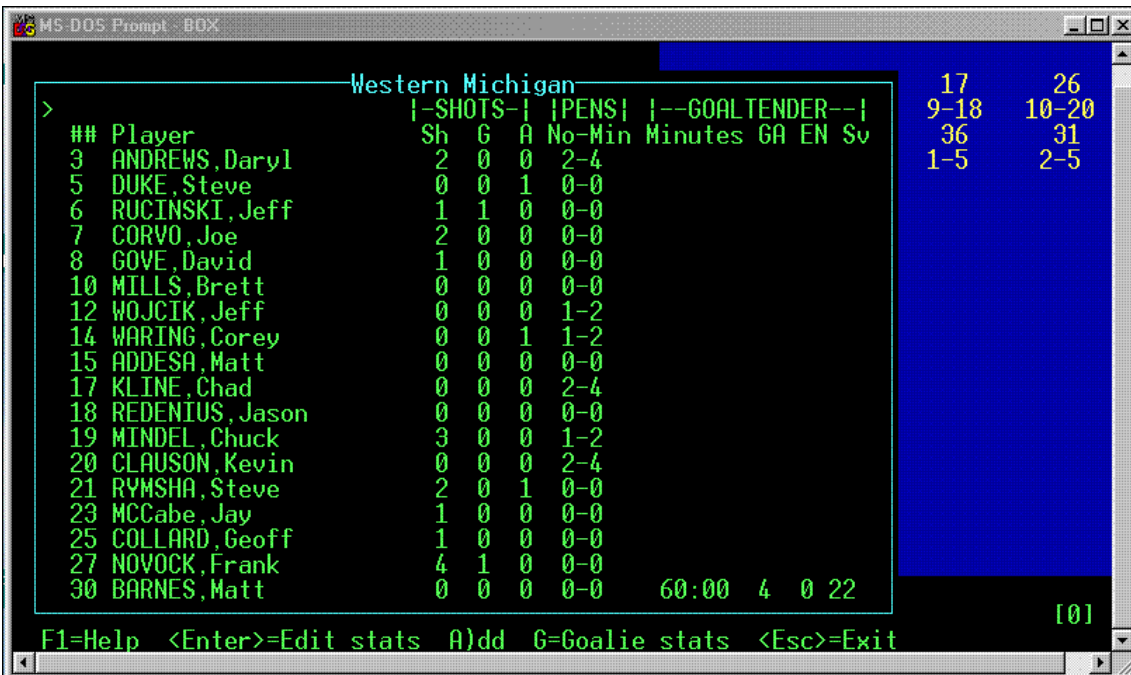 MS-DOS Prompt - BOX
Western Michigan 17 26
> |-SHOTS-| |PENS| |--GOALTENDER--| 9-18 10-20
## Player Sh G A No-Min Minutes GA EN Sv 36 31
3 ANDREWS,Daryl 2 0 0 2-4 1-5 2-5
5 DUKE,Steve 0 0 1 0-0
6 RUCINSKI,Jeff 1 1 0 0-0
7 CORVO,Joe 2 0 0 0-0
8 GOVE,David 1 0 0 0-0
10 MILLS,Brett 0 0 0 0-0
12 WOJCIK,Jeff 0 0 0 1-2
14 WARING,Corey 0 0 1 1-2
15 ADDESA,Matt 0 0 0 0-0
17 KLINE,Chad 0 0 0 2-4
18 REDENIUS,Jason 0 0 0 0-0
19 MINDEL,Chuck 3 0 0 1-2
20 CLAUSON,Kevin 0 0 0 2-4
21 RYMSHA,Steve 2 0 1 0-0
23 MCCabe,Jay 1 0 0 0-0
25 COLLARD,Geoff 1 0 0 0-0
27 NOVOCK,Frank 4 1 0 0-0
30 BARNES,Matt 0 0 0 0-0 60:00 4 0 22
[0]
F1=Help <Enter>=Edit stats A)dd G=Goalie stats <Esc>=Exit